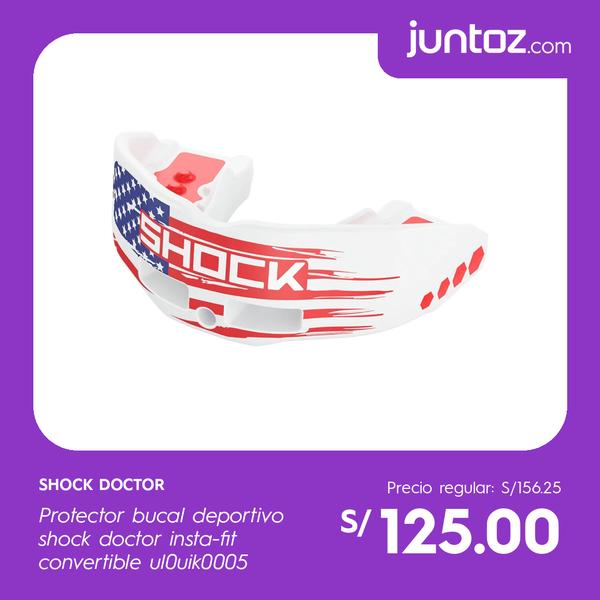 juntoz.com
SHOCK
SHOCK DOCTOR
Protector bucal deportivo
shock doctor insta-fit
convertible ul0uik0005
Precio regular: S/156.25
S/125.00